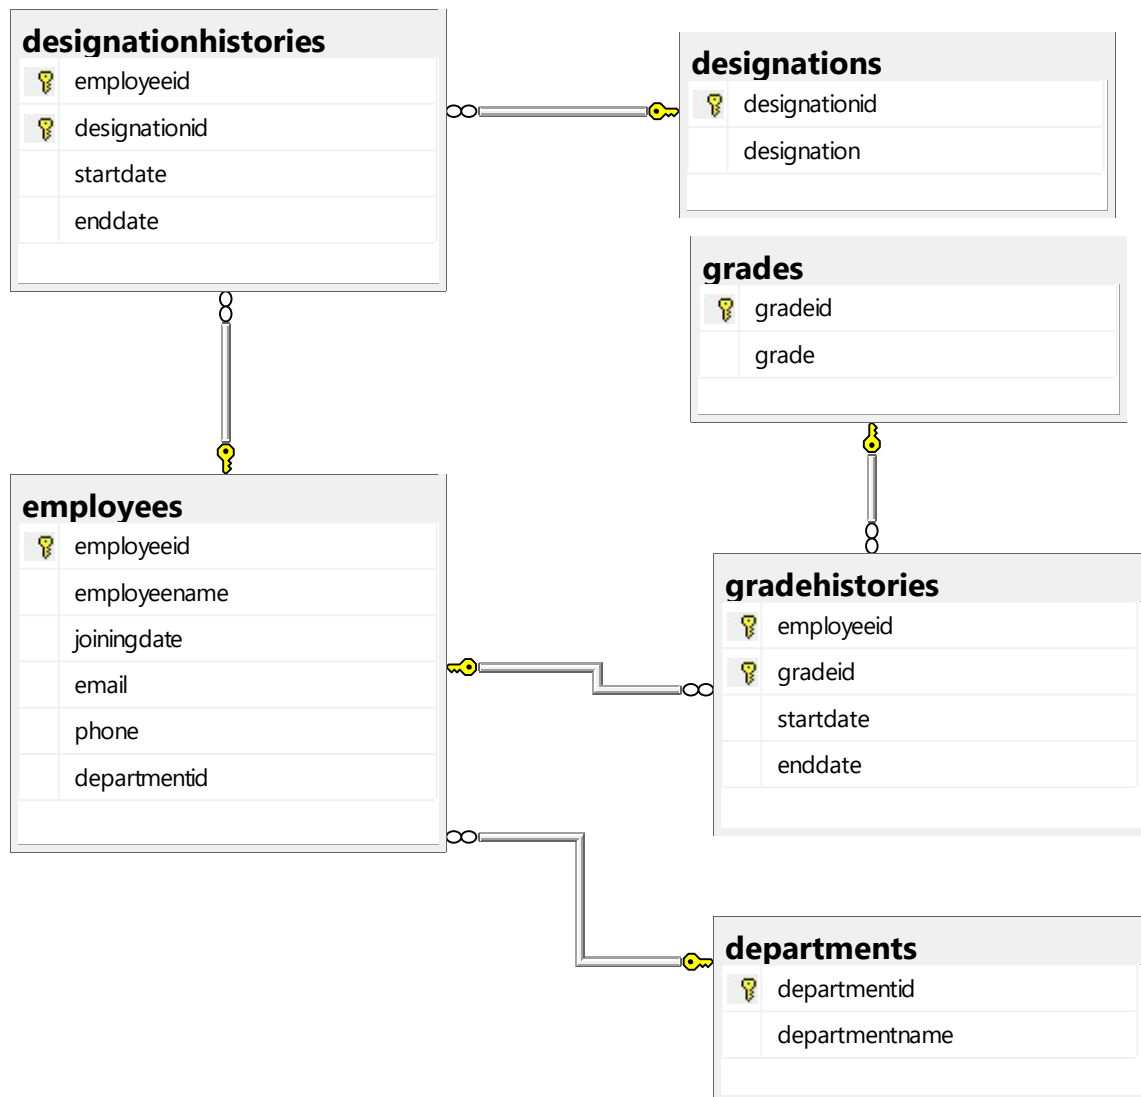 designationhistories
employeeid
designationid
startdate
enddate
designations
designationid
designation
grades
gradeid
grade
employees
employeeid
employeename
joiningdate
email
phone
departmentid
gradehistories
employeeid
gradeid
startdate
enddate
departments
departmentid
departmentname